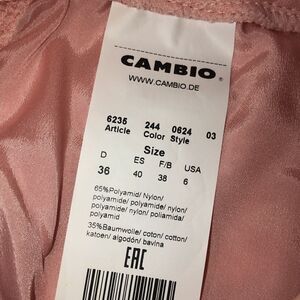 CAMBIO®
WWW.CAMBIO.DE
6235 244 0624 03
Article Color Style
Size
D ES F/B USA
36 40 38 6
65%Polyamid/ Nylon/
polyamide/ polyamide/ nylon/
polyamide/ nylon/ poliamida/
polyamid
35%Baumwolle/ coton/ cotton/
katoen/ algodón/ bavlna
EAC